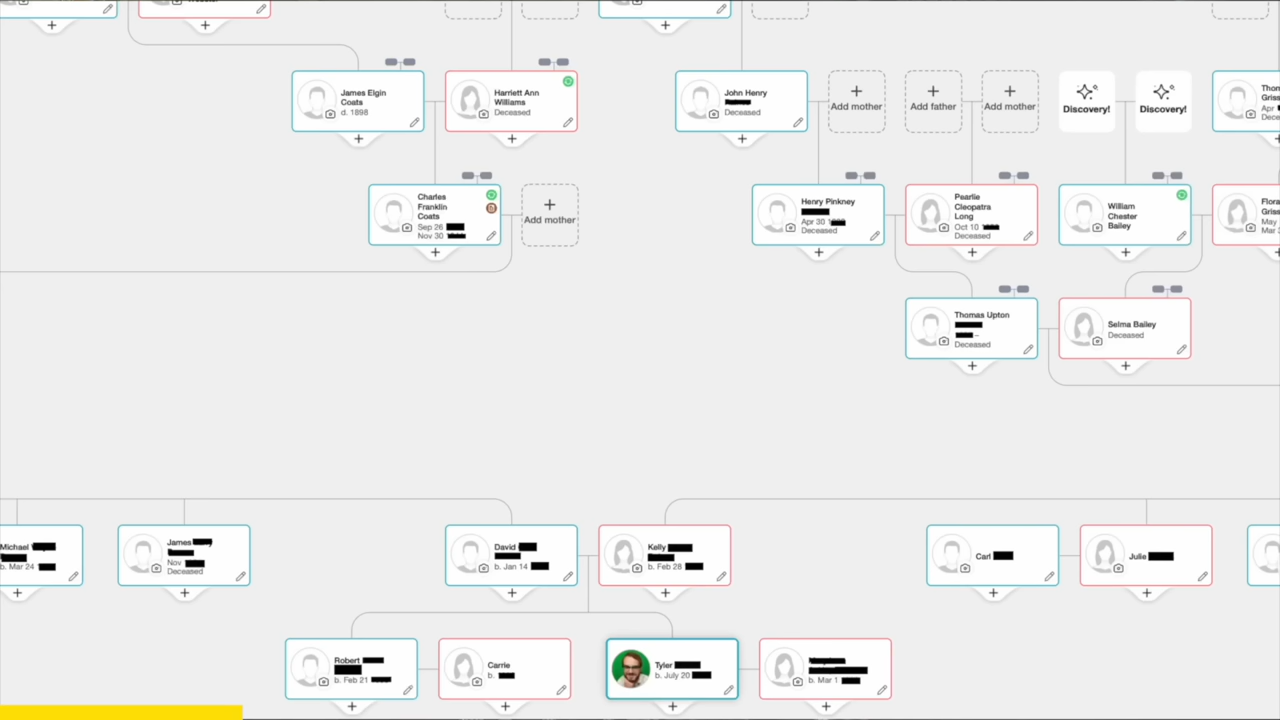 James Elgin
Coats
d. 1898
Harriett Ann
Williams
Deceased
John Henry
Deceased
Add mother
Add father
Add mother
Discovery!
Discovery!
Charles
Franklin
Coats
Sep 26
Nov 30
Add mother
Henry Pinkney
Apr 30
Deceased
Pearlie
Cleopatra
Long
Oct 10
Deceased
William
Chester
Bailey
Flora
May
Mar
Thomas Upton
Deceased
Selma Bailey
Deceased
Michael
b. Mar 24
James
Nov
Deceased
David
b. Jan 14
Kelly
b. Feb 28
Carl
Julie
Robert
b. Feb 21
Carrie
b.
Tyler
b. July 20
b. Mar 1